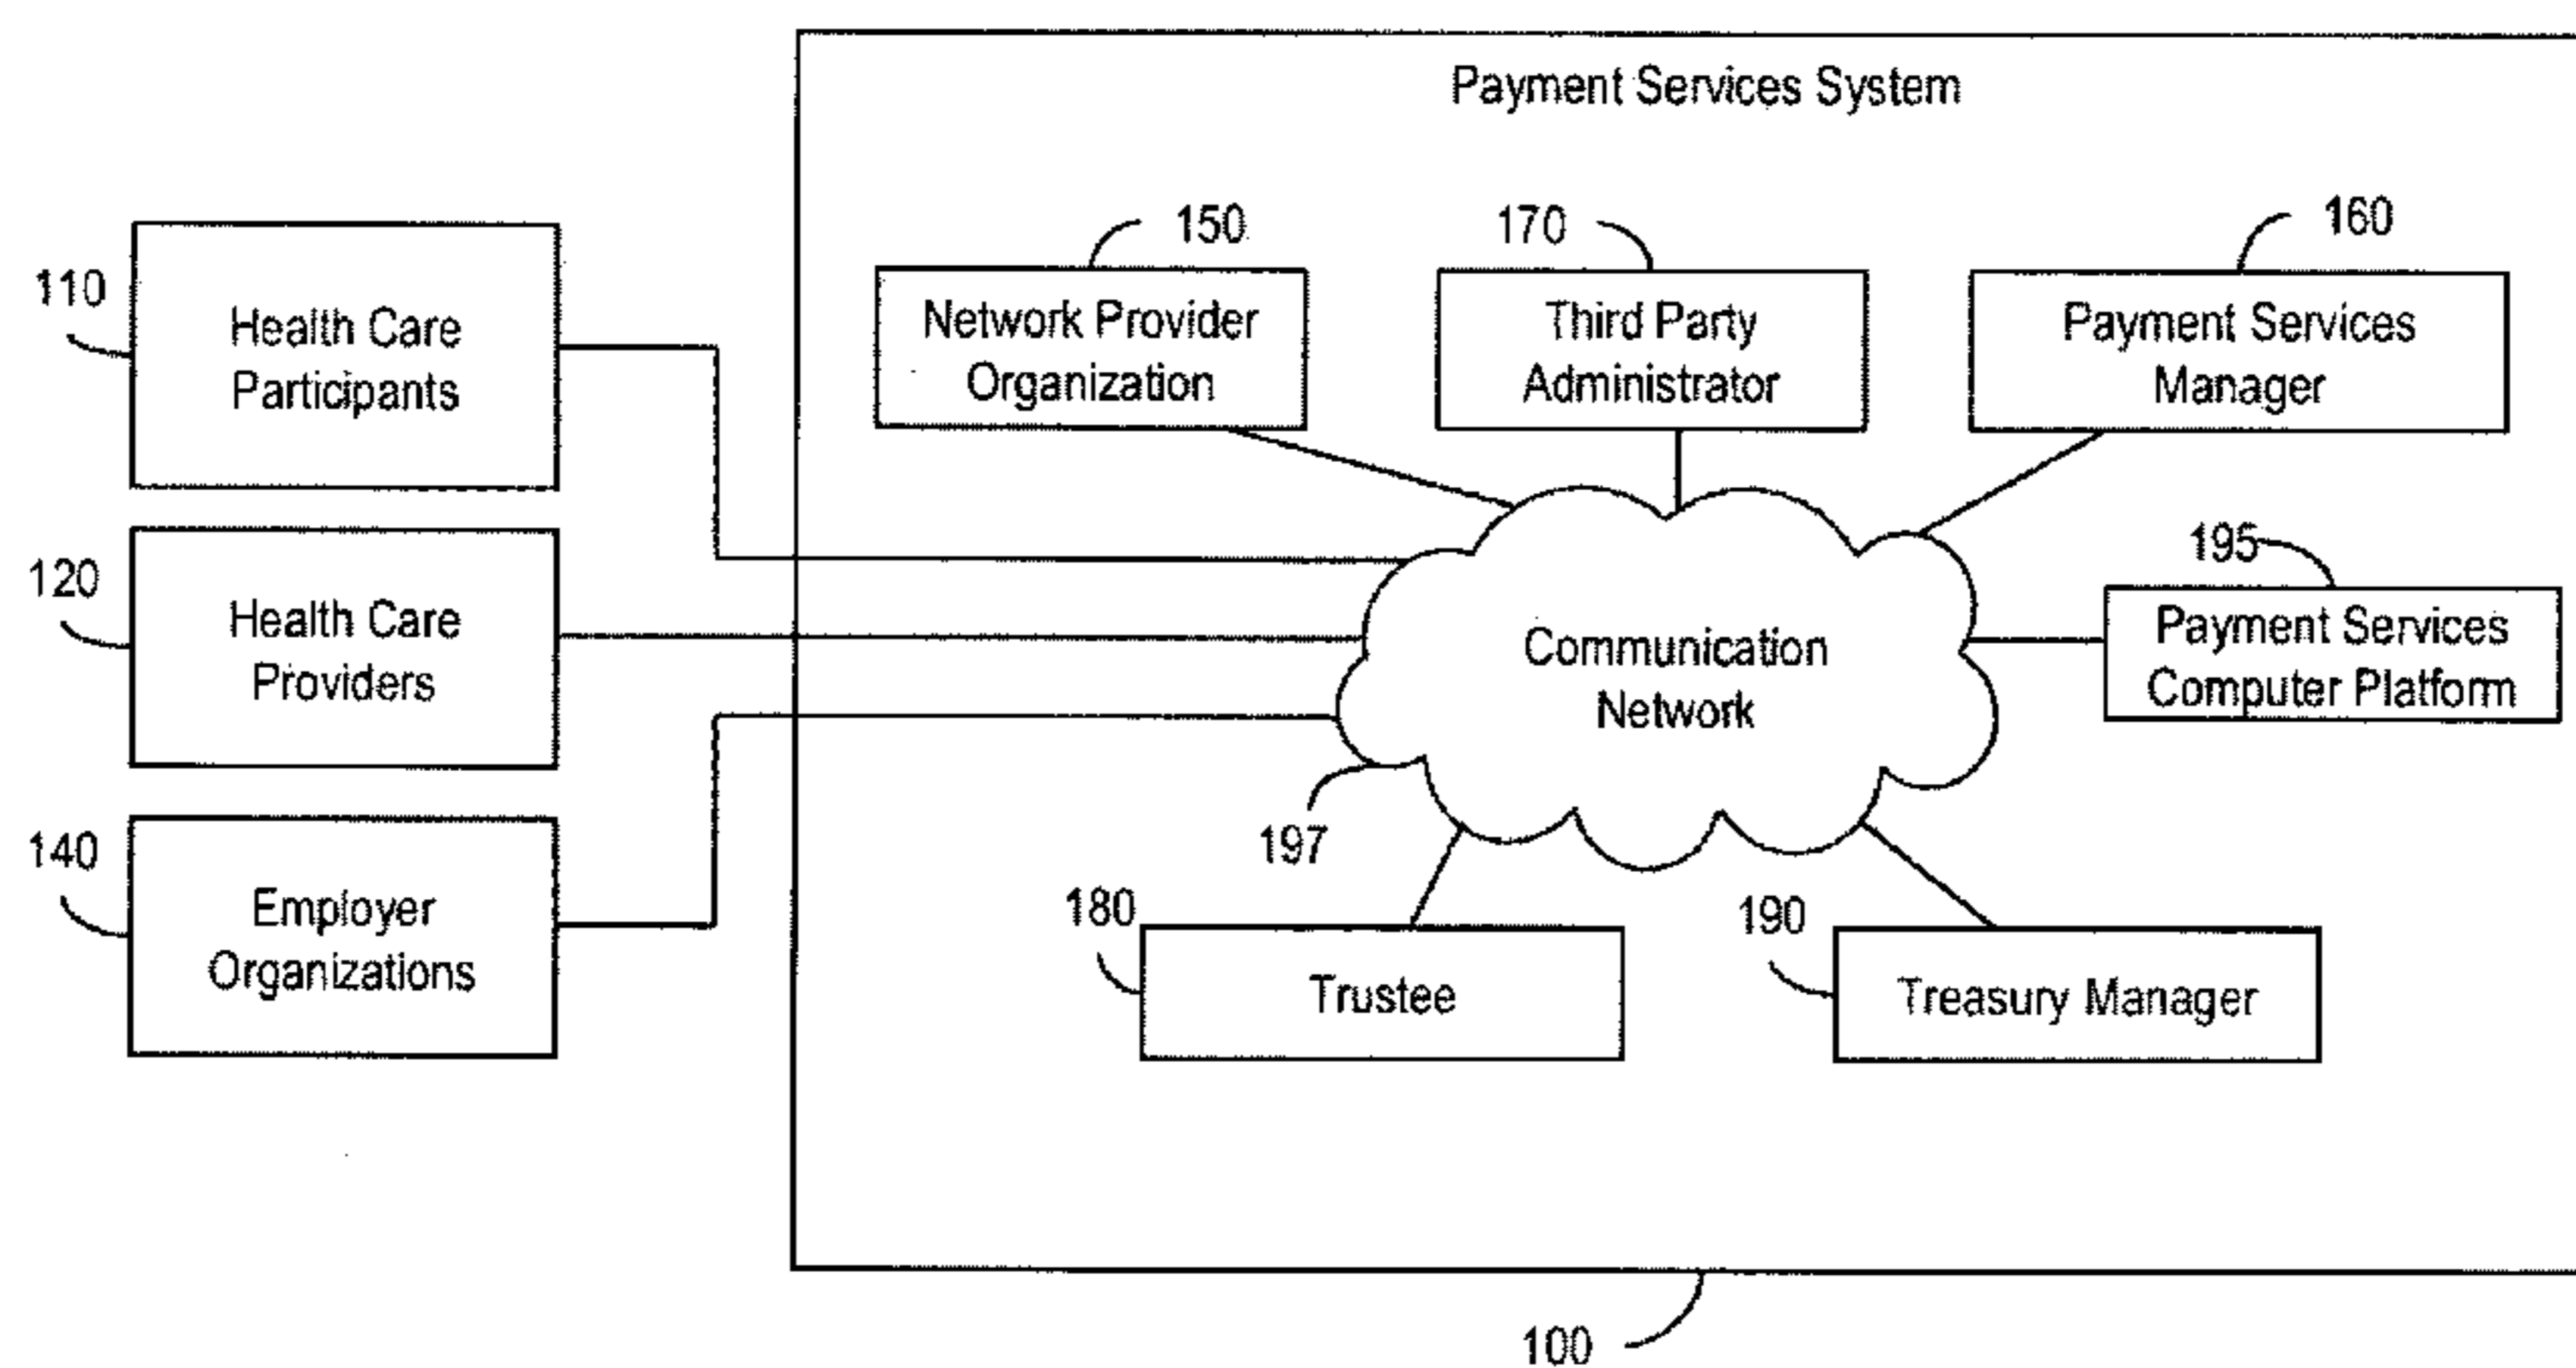 Payment Services System
150
170
160
Network Provider
Organization
Third Party
Administrator
Payment Services
Manager
110
Health Care
Participants
120
Health Care
Providers
195
Payment Services
Computer Platform
Communication
Network
197
140
Employer
Organizations
180
Trustee
190
Treasury Manager
100